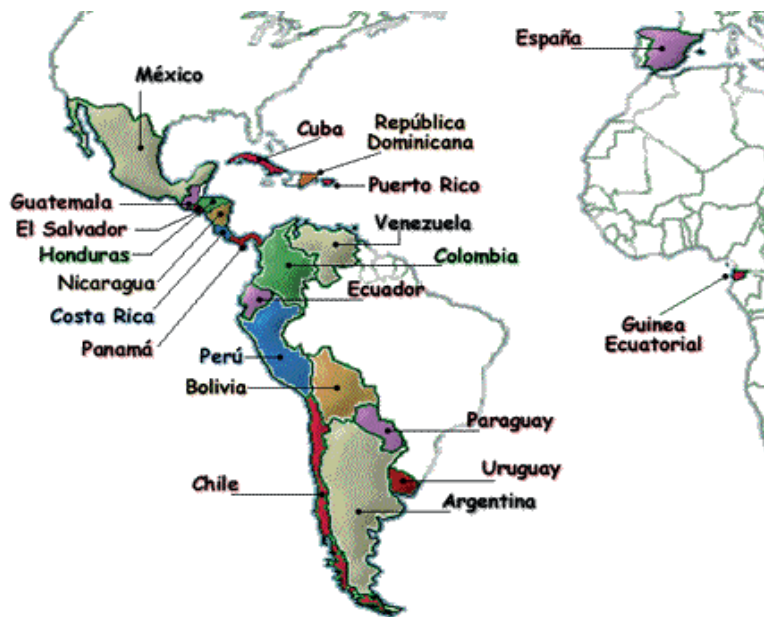 España
México
Cuba
República
Dominicana
Puerto Rico
Guatemala
El Salvador
Honduras
Nicaragua
Costa Rica
Panamá
Venezuela
Colombia
Ecuador
Guinea
Ecuatorial
Perú
Bolivia
Paraguay
Uruguay
Chile
Argentina